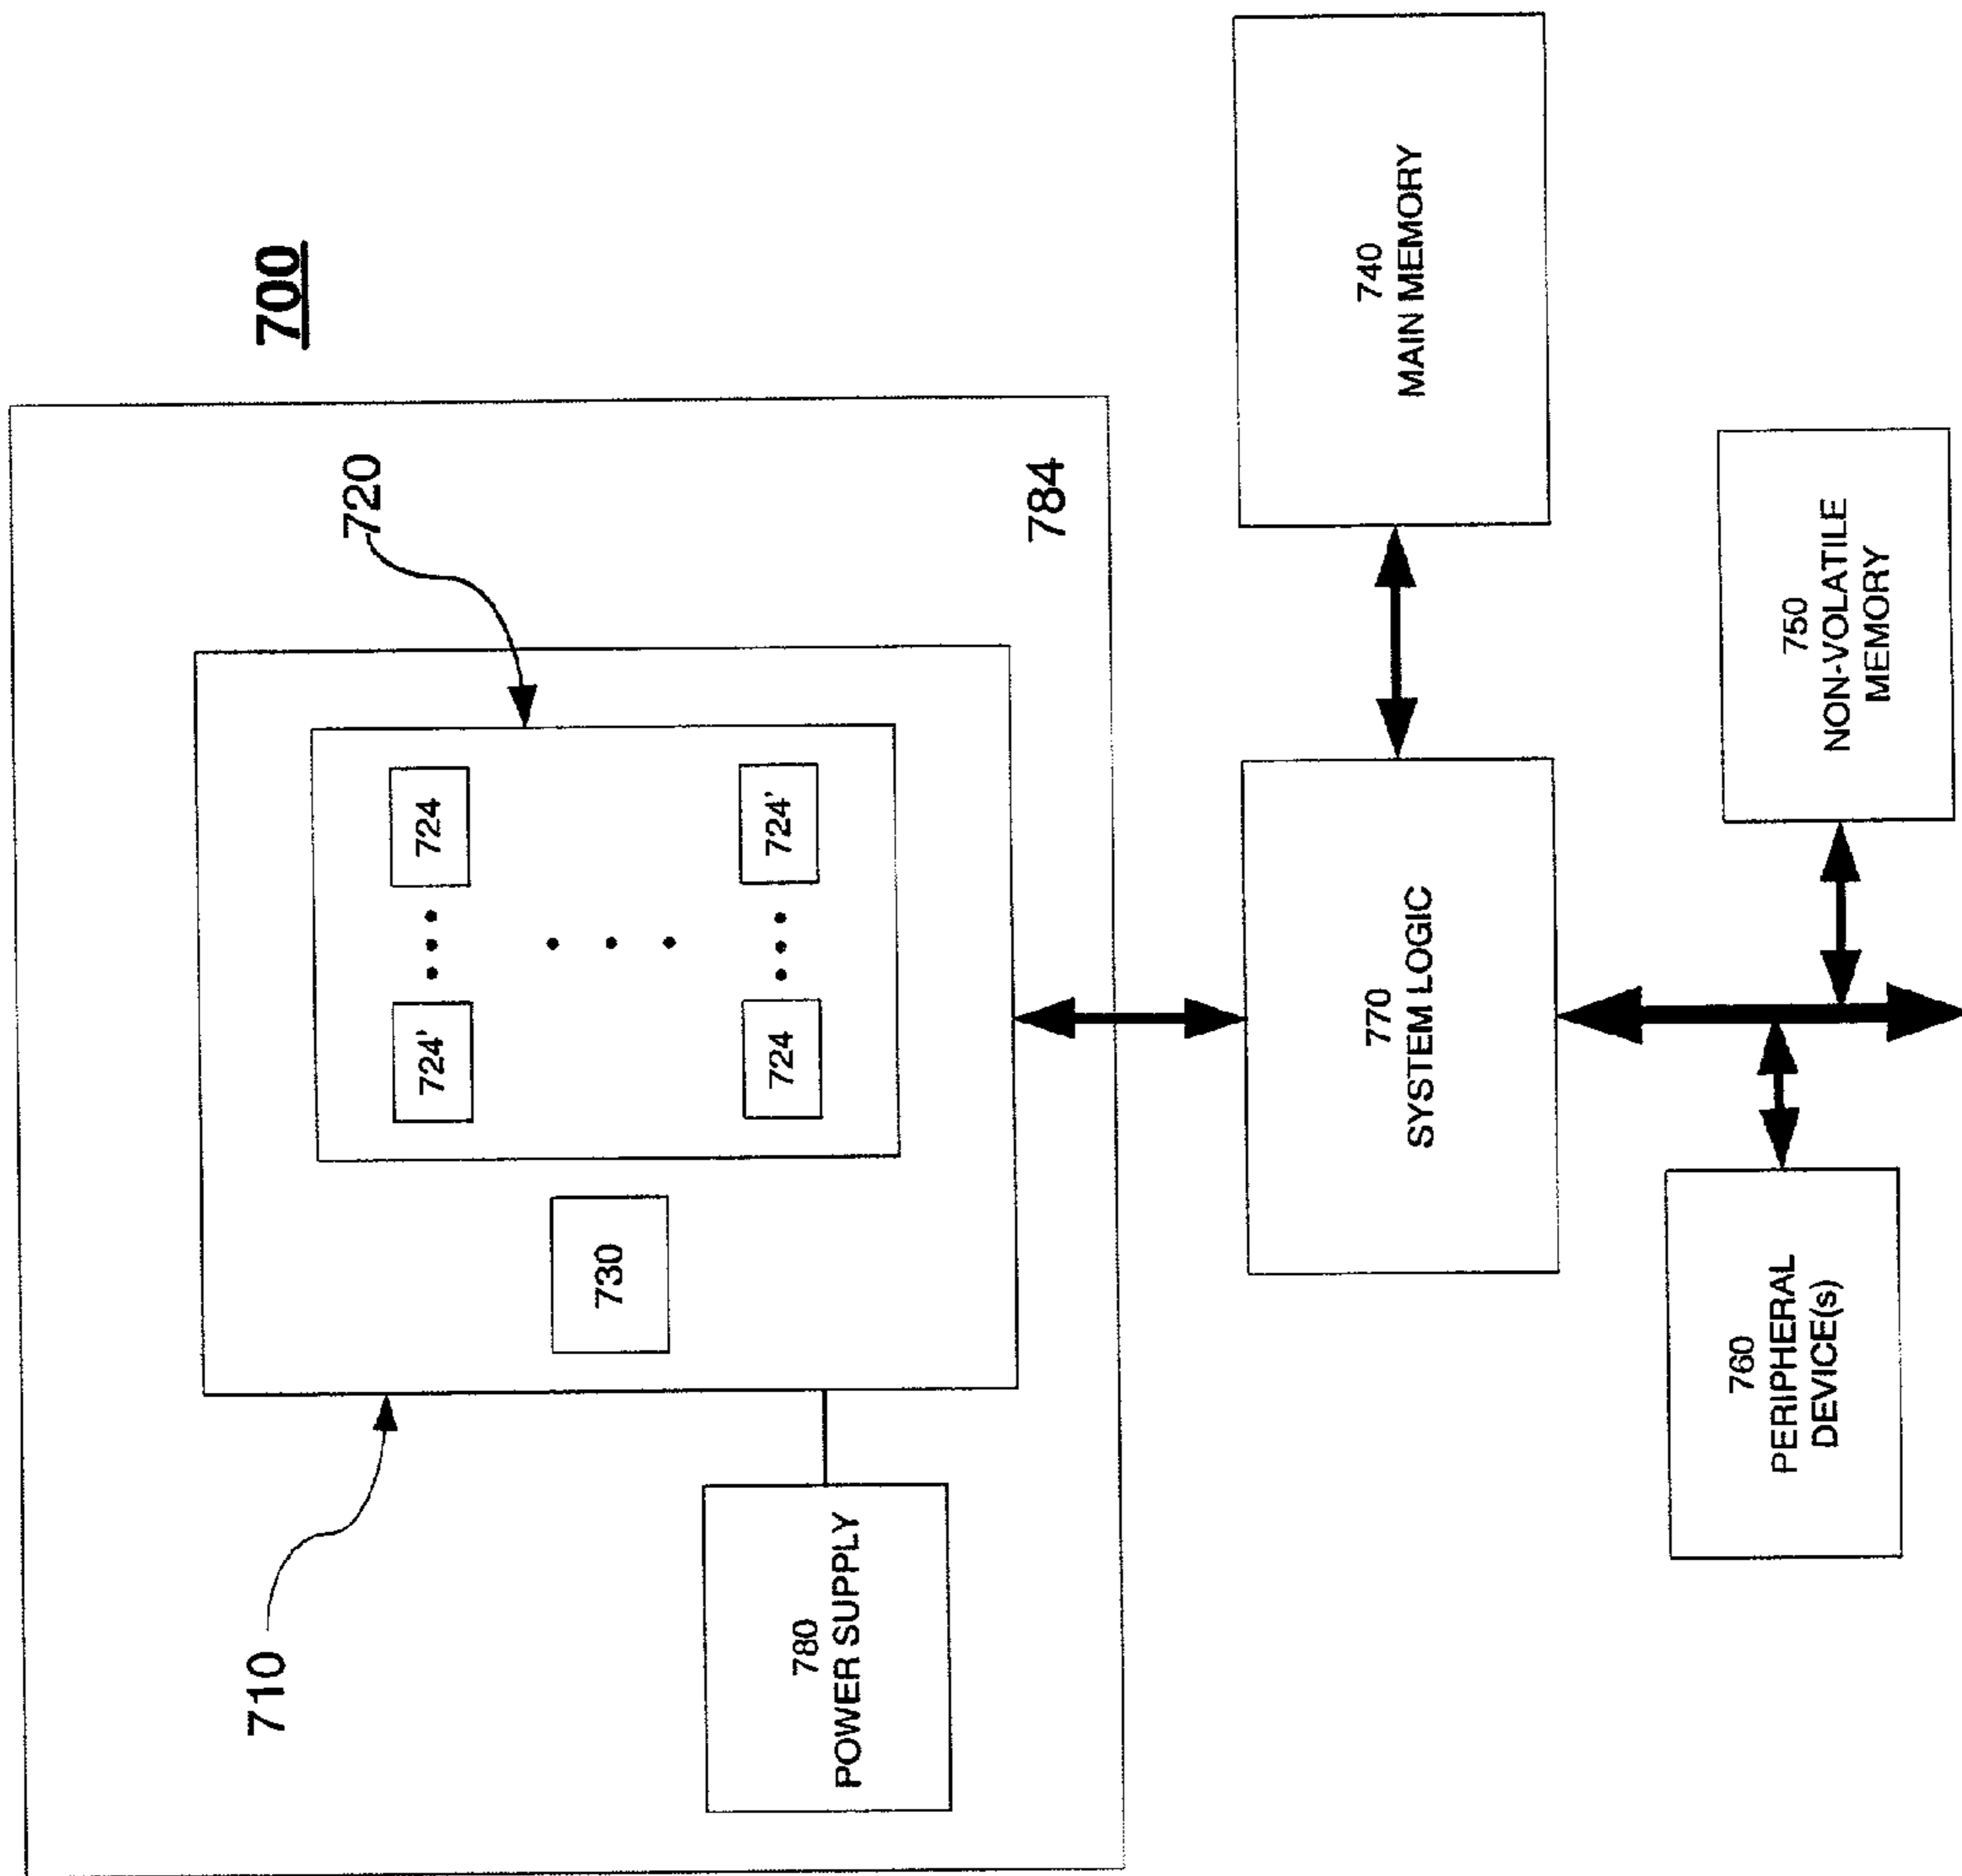 700
710
720
724'
724
724
724'
730
784
780
POWER SUPPLY
770
SYSTEM LOGIC
740
MAIN MEMORY
760
PERIPHERAL
DEVICE(s)
750
NON-VOLATILE
MEMORY